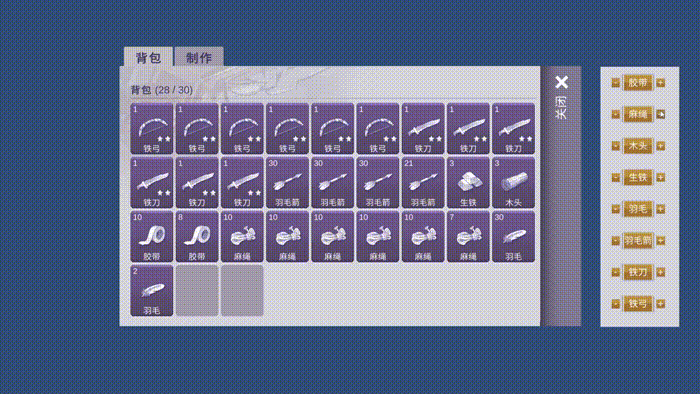 背包 制作
背包 (28 / 30)
1 1 1 1 1 1 1 1 1
铁弓 铁弓 铁弓 铁弓 铁弓 铁弓 铁刀 铁刀 铁刀
1 1 1 30 30 30 21 3 3
铁刀 铁刀 铁刀 羽毛箭 羽毛箭 羽毛箭 羽毛箭 生铁 木头
10 8 10 10 10 10 10 7 30
胶带 胶带 麻绳 麻绳 麻绳 麻绳 麻绳 麻绳 羽毛
2
羽毛
关闭
- 胶带 +
- 麻绳 +
- 木头 +
- 生铁 +
- 羽毛 +
- 羽毛箭 +
- 铁刀 +
- 铁弓 +